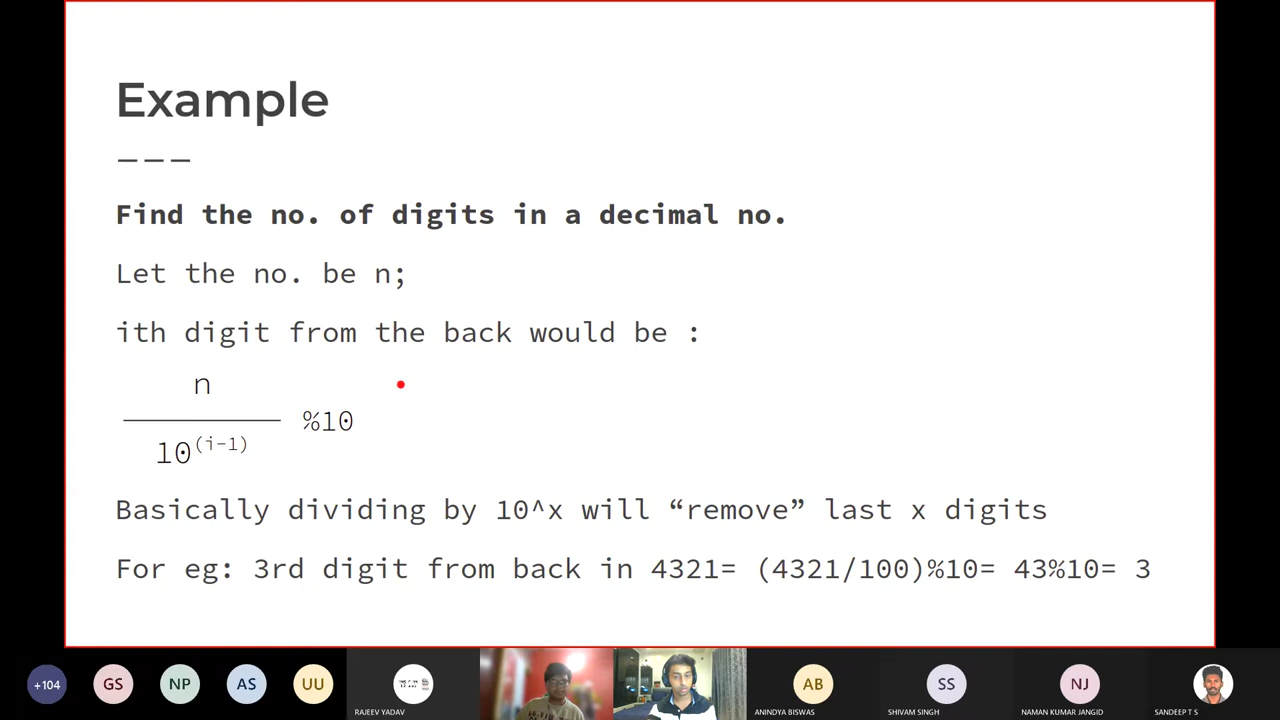 Example
———
Find the no. of digits in a decimal no.
Let the no. be n;
ith digit from the back would be :
n
10^(i-1) %10
Basically dividing by 10^x will “remove” last x digits
For eg: 3rd digit from back in 4321= (4321/100)%10= 43%10= 3
+104
GS
NP
AS
UU
AB
SS
NJ
RAJEEV YADAV
ANINDYA BISWAS
SHIVAM SINGH
NAMAN KUMAR JANGID
SANDEEP T S